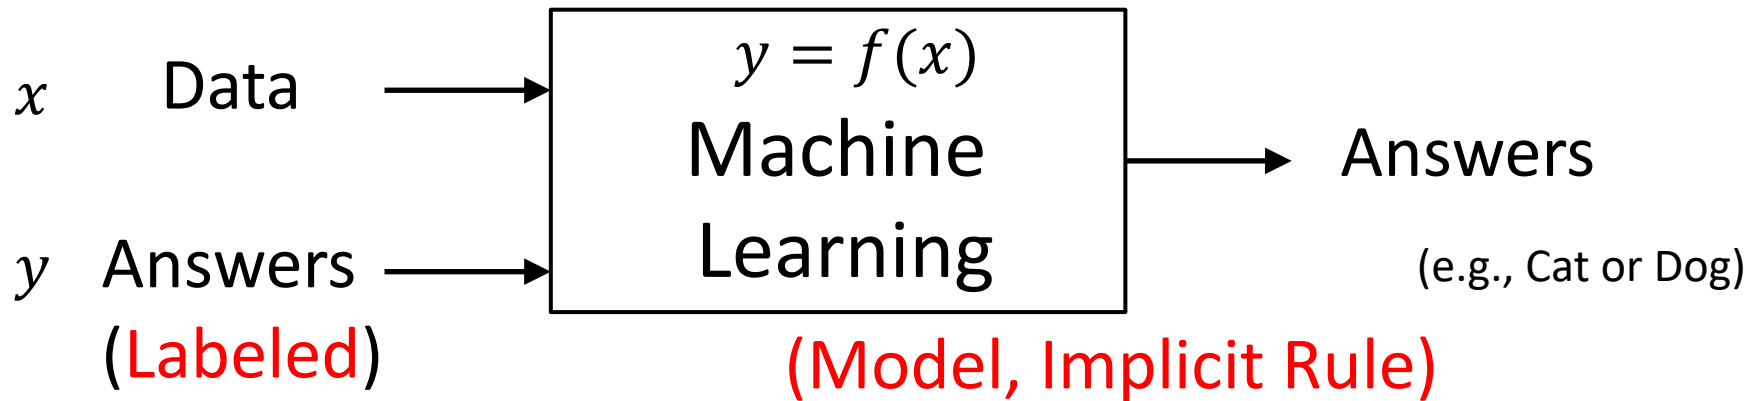 x Data
y Answers
(Labeled)
y = f(x)
Machine
Learning
(Model, Implicit Rule)
Answers
(e.g., Cat or Dog)